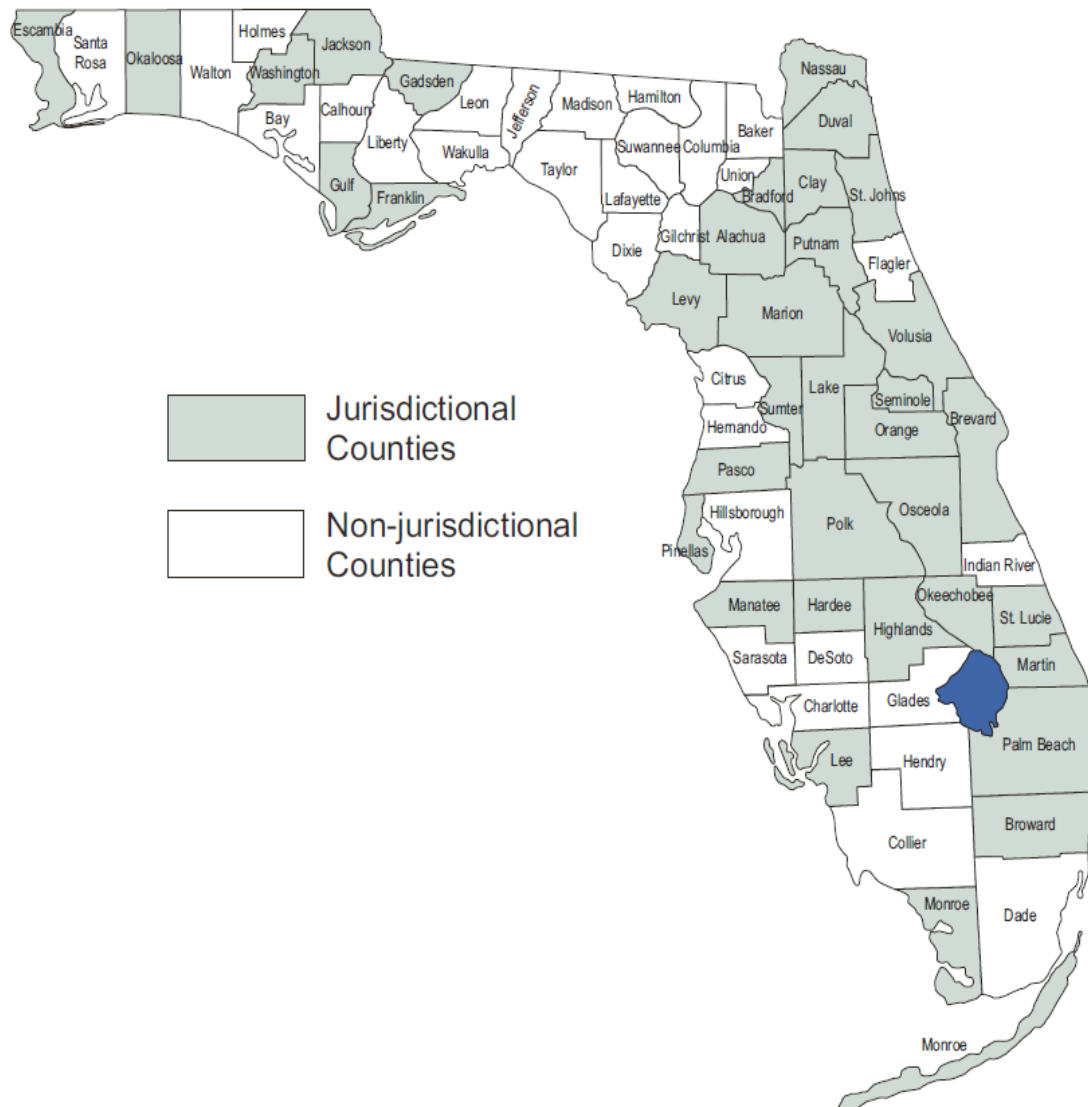 Escambia
Santa
Rosa
Okaloosa
Walton
Holmes
Washington
Jackson
Bay
Calhoun
Gulf
Gadsden
Liberty
Franklin
Leon
Wakulla
Jefferson
Madison
Taylor
Hamilton
Suwannee
Lafayette
Dixie
Columbia
Gilchrist
Baker
Union
Bradford
Alachua
Levy
Nassau
Duval
Clay
St. Johns
Putnam
Flagler
Marion
Volusia
Citrus
Sumter
Lake
Seminole
Orange
Brevard
Hernando
Pasco
Jurisdictional
Counties
Non-jurisdictional
Counties
Hillsborough
Pinellas
Polk
Osceola
Indian River
Manatee
Hardee
Highlands
Okeechobee
St. Lucie
Sarasota
DeSoto
Martin
Charlotte
Glades
Lee
Hendry
Palm Beach
Collier
Broward
Monroe
Dade
Monroe